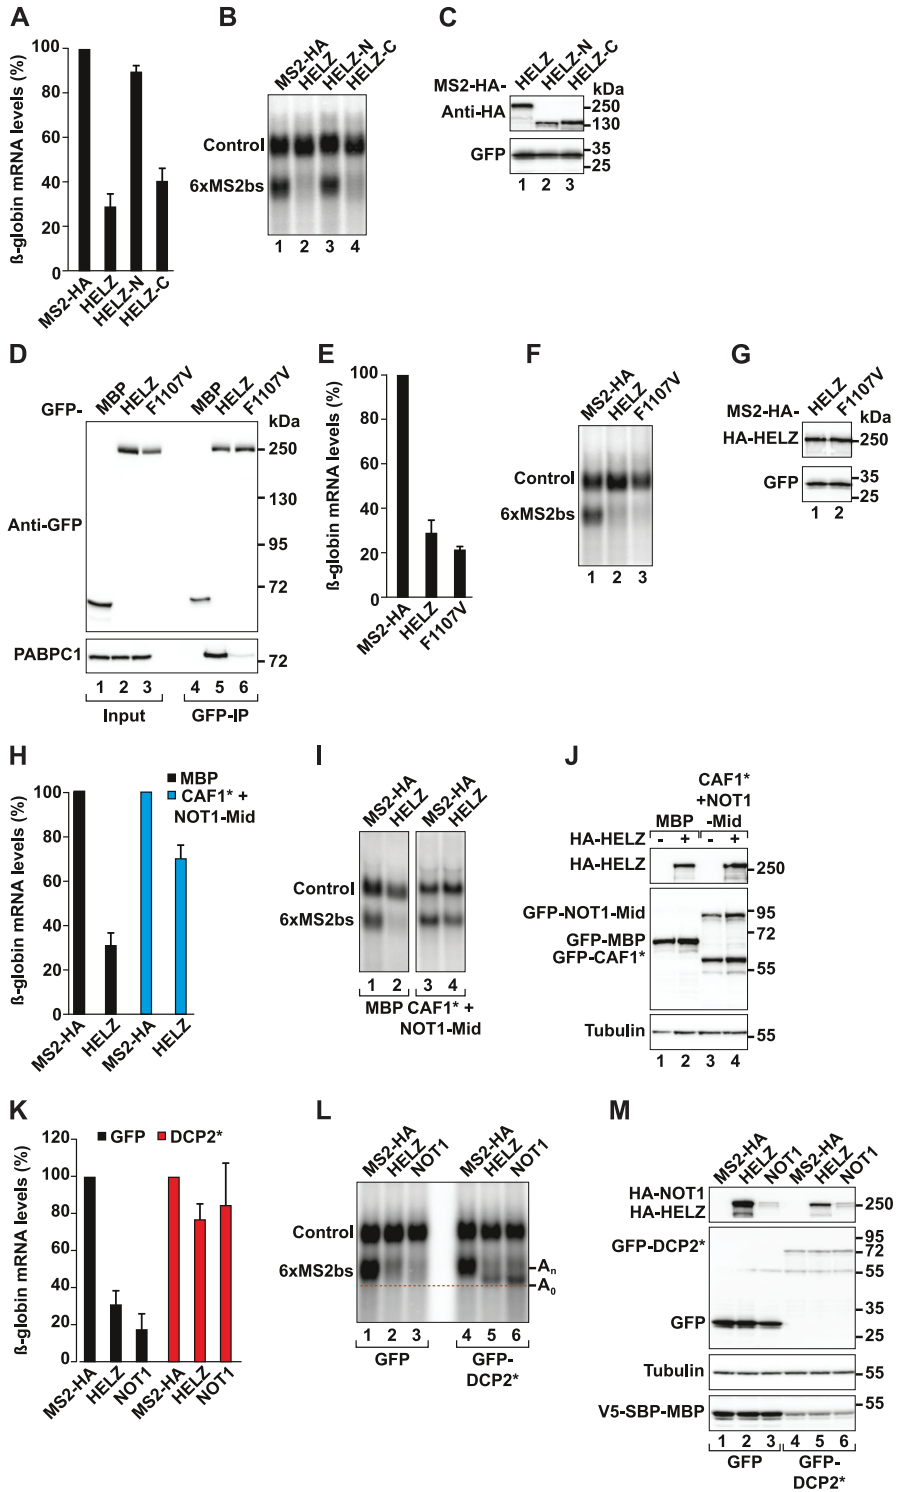 A
ß-globin mRNA levels (%)
100
80
60
40
20
0
MS2-HA
HELZ
HELZ-N
HELZ-C
B
MS2-HA
HELZ
HELZ-N
HELZ-C
Control
6xMS2bs
1 2 3 4
C
MS2-HA-
HELZ
HELZ-N
HELZ-C
kDa
Anti-HA
250
130
GFP
35
25
1 2 3
D
GFP-
MBP
HELZ
F1107V
MBP
HELZ
F1107V
kDa
250
130
Anti-GFP
95
72
PABPC1
72
1 2 3 4 5 6
Input GFP-IP
E
ß-globin mRNA levels (%)
100
80
60
40
20
0
MS2-HA
HELZ
F1107V
F
MS2-HA
HELZ
F1107V
Control
6xMS2bs
1 2 3
G
MS2-HA-
HELZ
F1107V
kDa
HA-HELZ
250
GFP
35
25
1 2
H
MBP
CAF1* +
NOT1-Mid
ß-globin mRNA levels (%)
100
80
60
40
20
0
MS2-HA
HELZ
MS2-HA
HELZ
I
MS2-HA
HELZ
MS2-HA
HELZ
Control
6xMS2bs
1 2 3 4
MBP CAF1* +
NOT1-Mid
J
CAF1*
+NOT1
MBP -Mid
HA-HELZ - + - +
HA-HELZ
250
GFP-NOT1-Mid
95
72
GFP-MBP
GFP-CAF1*
55
Tubulin
55
1 2 3 4
K
GFP DCP2*
ß-globin mRNA levels (%)
120
100
80
60
40
20
0
MS2-HA
HELZ
NOT1
MS2-HA
HELZ
NOT1
L
MS2-HA
HELZ
NOT1
MS2-HA
HELZ
NOT1
Control
6xMS2bs
An
A0
1 2 3 4 5 6
GFP GFP-
DCP2*
M
MS2-HA
HELZ
NOT1
MS2-HA
HELZ
NOT1
HA-NOT1
HA-HELZ
250
GFP-DCP2*
95
72
55
35
GFP
25
Tubulin
55
V5-SBP-MBP
55
1 2 3 4 5 6
GFP GFP-
DCP2*